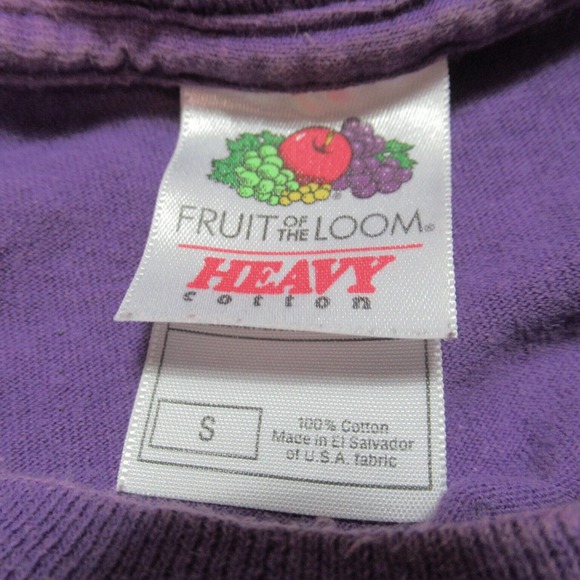 FRUIT OF THE LOOM®
HEAVY
cotton
S
100% Cotton
Made in El Salvador
of U.S.A. fabric